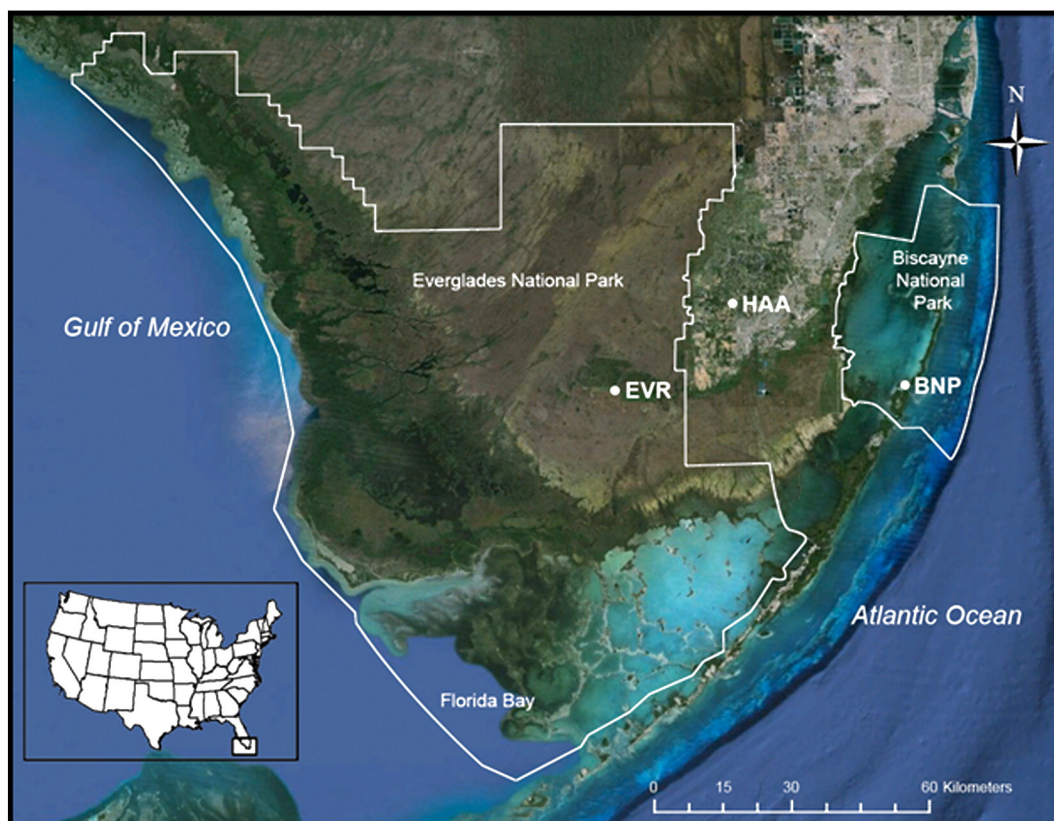 N
Biscayne
National
Park
Everglades National Park
HAA
Gulf of Mexico
EVR
BNP
Atlantic Ocean
Florida Bay
0 15 30 60 Kilometers